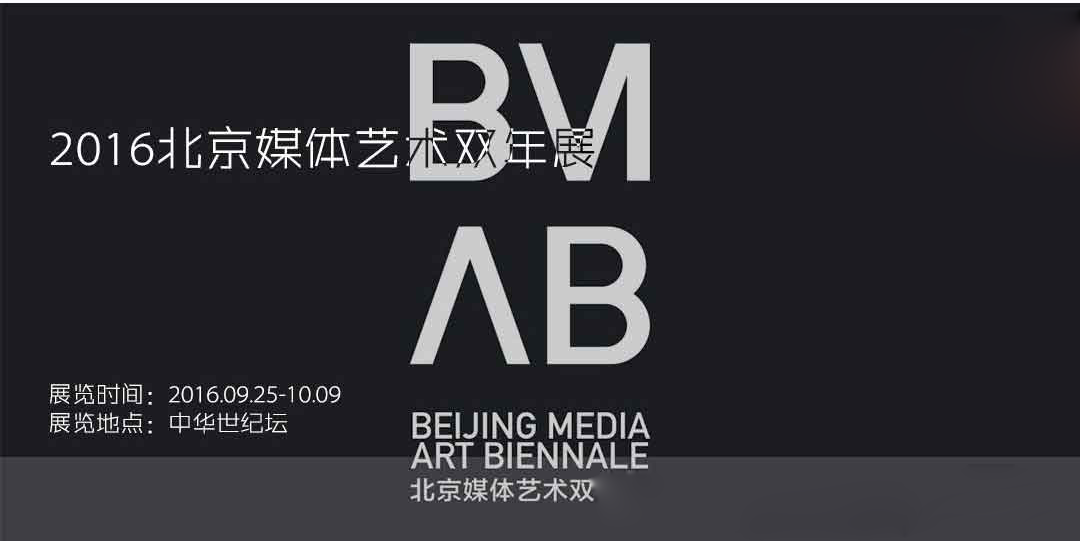 BM
2016北京媒体艺术双年展
AB
展览时间：2016.09.25-10.09
展览地点：中华世纪坛
BEIJING MEDIA
ART BIENNALE
北京媒体艺术双